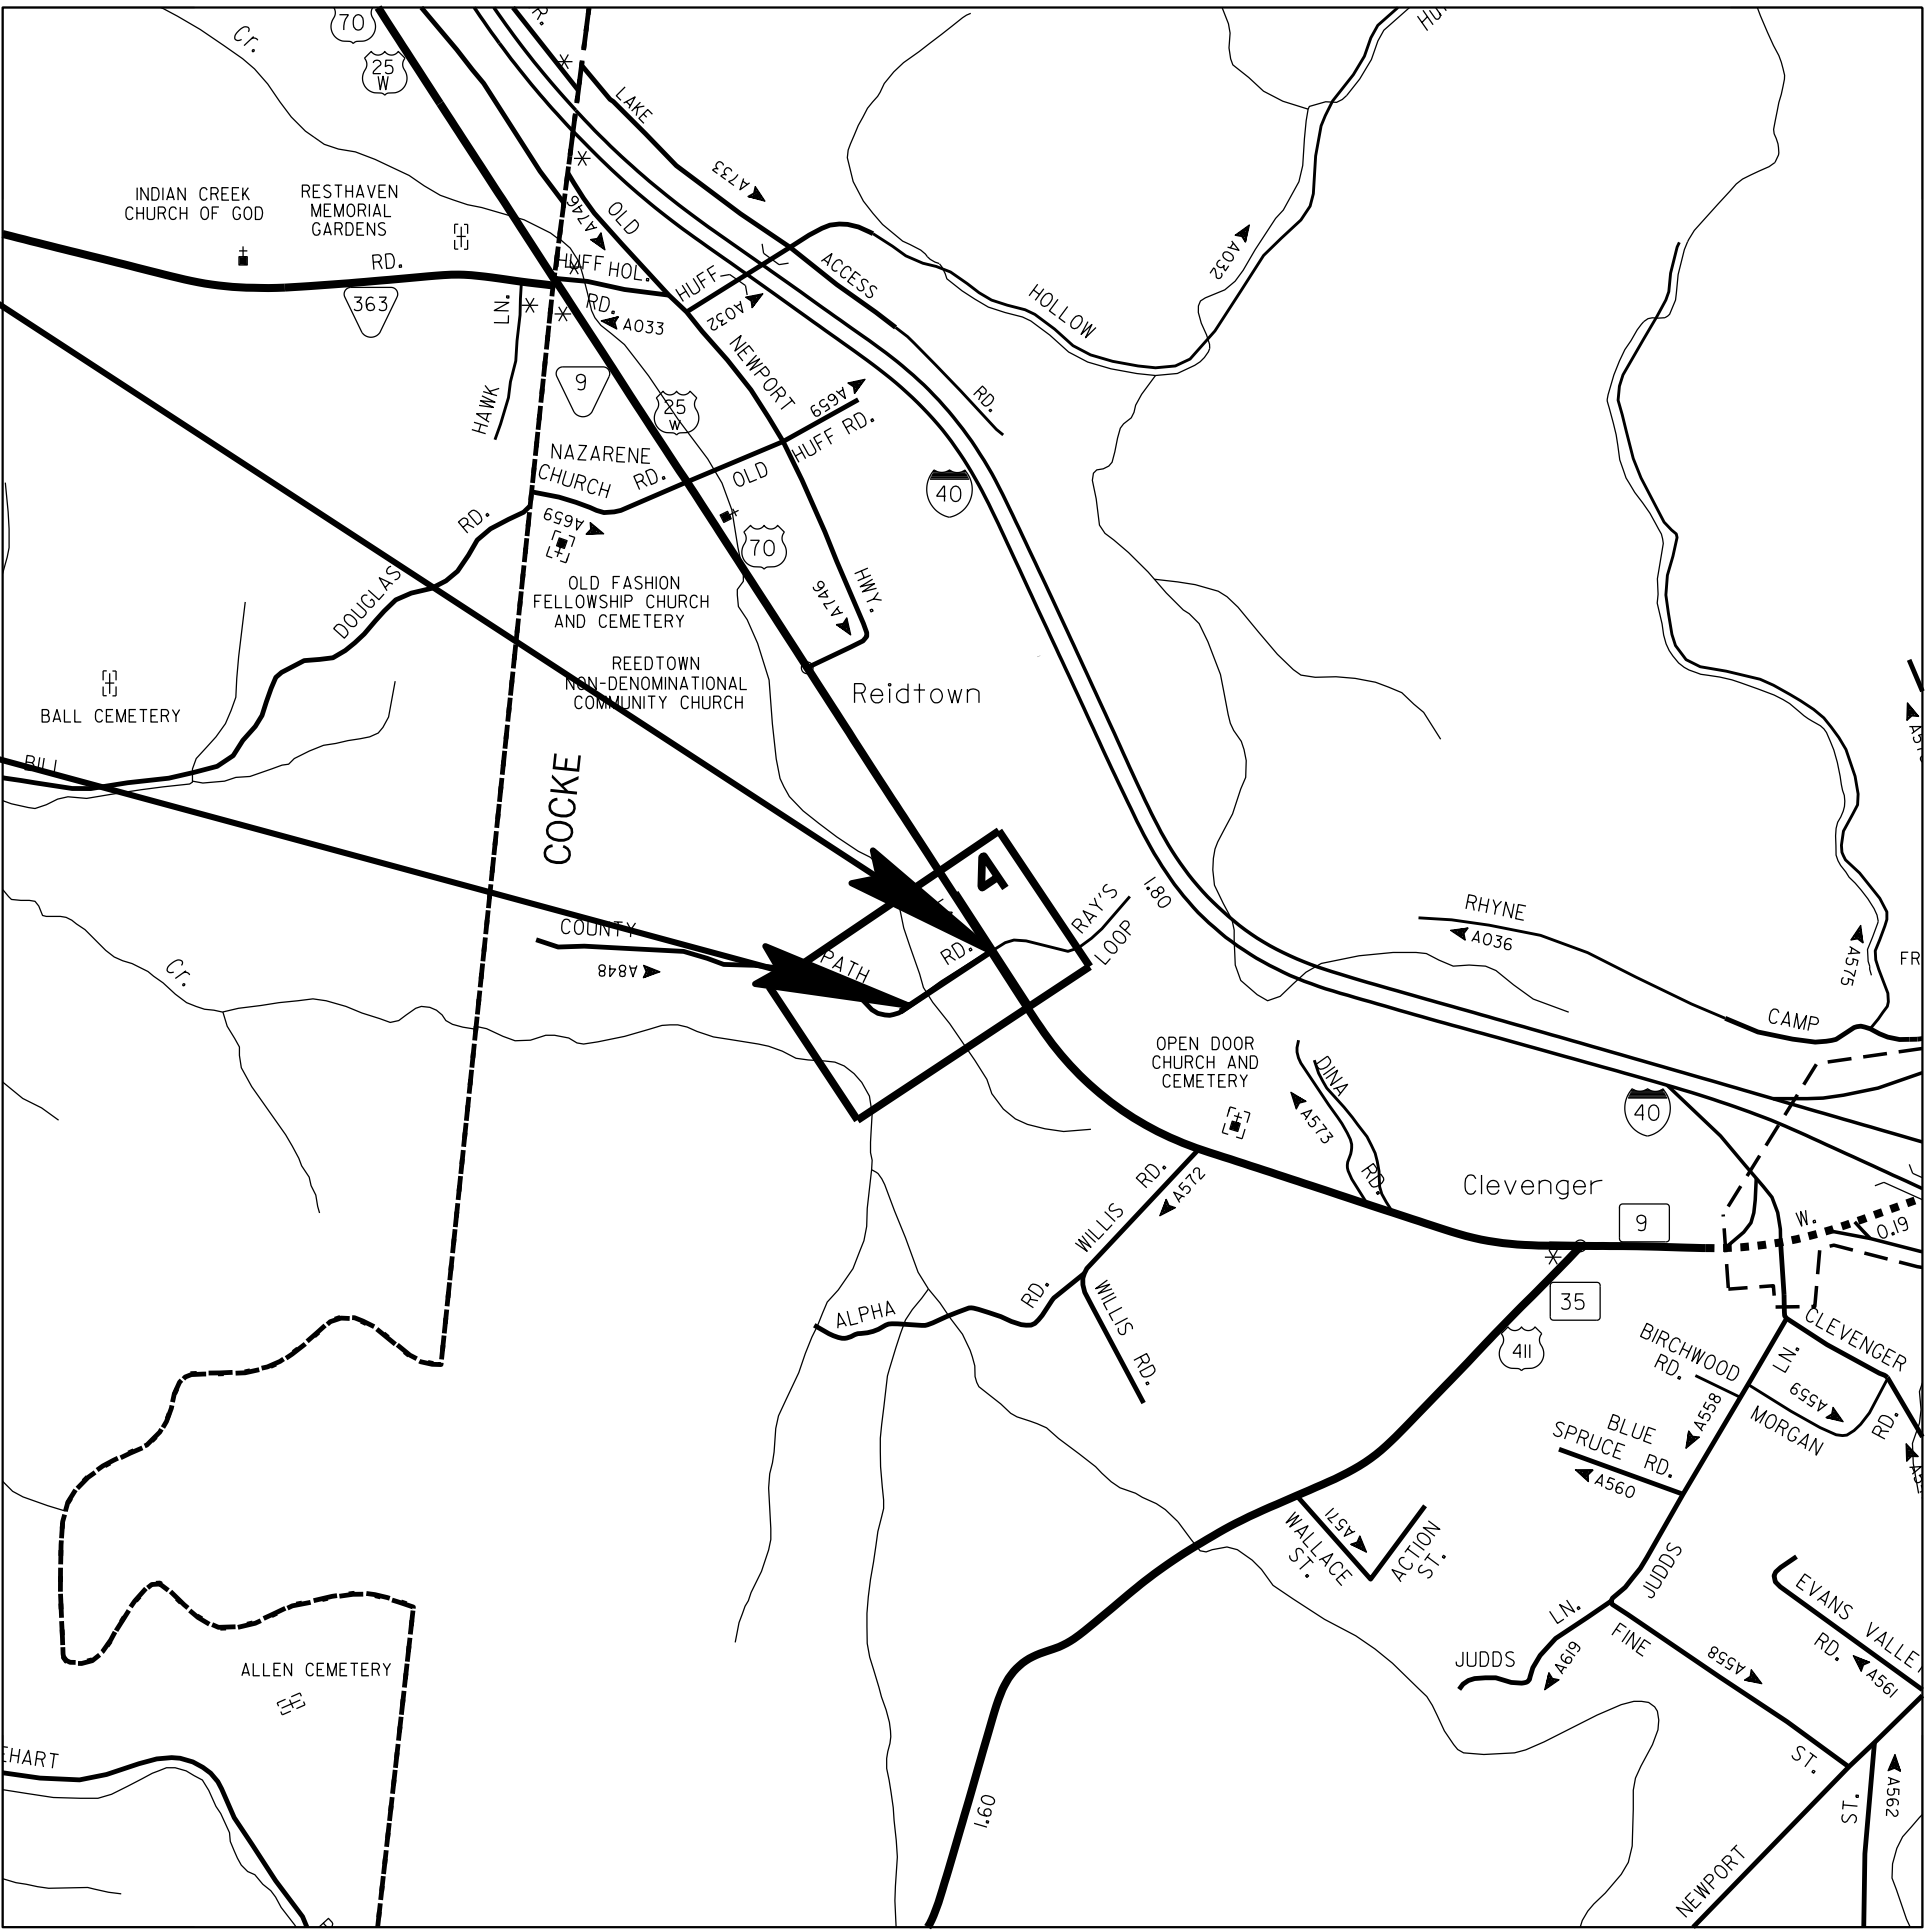 70
R.
HU
Cr.
25
W
LAKE
A733
INDIAN CREEK
CHURCH OF GOD
RESTHAVEN
MEMORIAL
GARDENS
A746
OLD
RD.
HUFF HOL.
HUFF
ACCESS
A032
363
LN.
RD.
A033
A032
HOLLOW
9
NEWPORT
HAWK
25
W
A659
RD.
NAZARENE
CHURCH
RD.
OLD
HUFF RD.
40
RD.
A659
70
DOUGLAS
OLD FASHION
FELLOWSHIP CHURCH
AND CEMETERY
A746
HWY.
REEDTOWN
NON-DENOMINATIONAL
COMMUNITY CHURCH
Reidtown
BALL CEMETERY
BILL
COCKE
4
RAY'S
LOOP
1.80
RHYNE
A036
COUNTY
A848
PATH
RD.
Cr.
A575
FR
CAMP
OPEN DOOR
CHURCH AND
CEMETERY
DINA
A573
RD.
40
Clevenger
WILLIS
RD.
A572
9
W.
0.19
35
411
ALPHA
RD.
WILLIS
RD.
CLEVENGER
RD.
BIRCHWOOD
RD.
LN.
A559
MORGAN
A558
BLUE
SPRUCE RD.
A560
A571
WALLACE
ST.
ACTION
ST.
JUDDS
LN.
JUDDS
A619
FINE
A558
ST.
EVANS VALLEY
RD.
A561
ALLEN CEMETERY
EHART
1.60
NEWPORT
ST.
A562